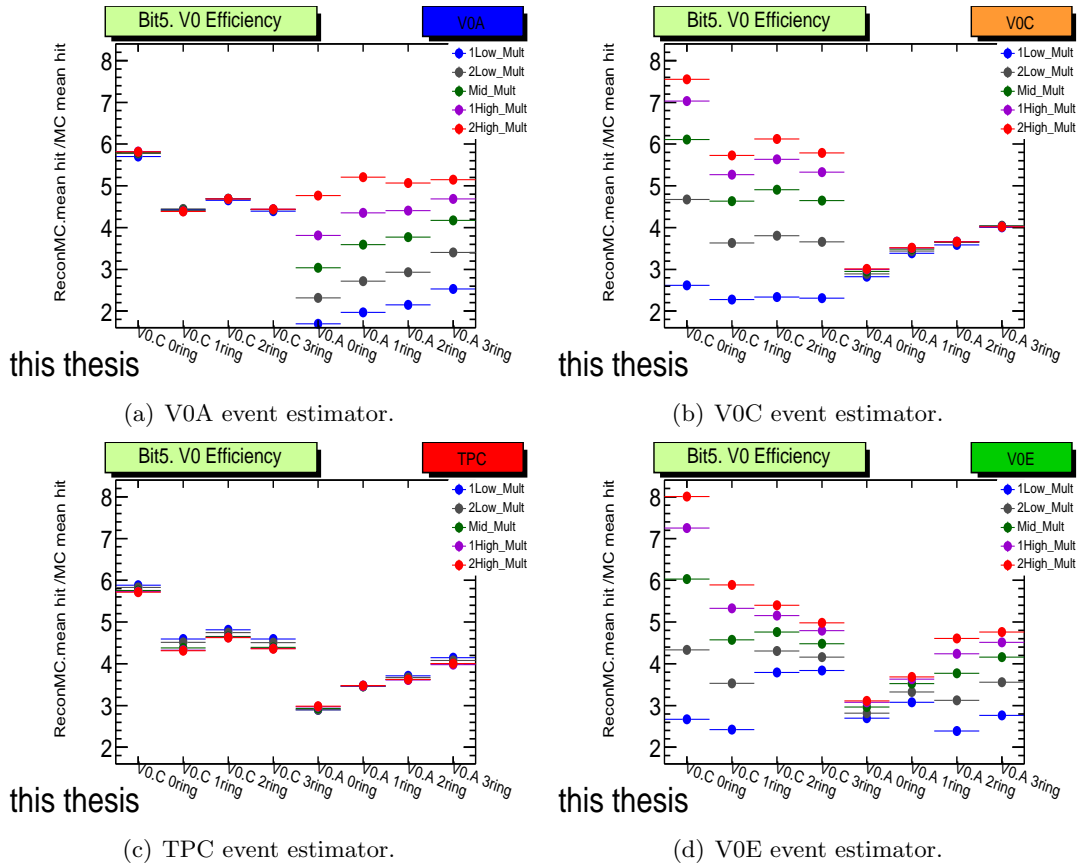 Bit5. V0 Efficiency
V0A
ReconMC.mean hit /MC mean hit
8
7
6
5
4
3
2
1Low_Mult
2Low_Mult
Mid_Mult
1High_Mult
2High_Mult
V0.C 0ring
V0.C 1ring
V0.C 2ring
V0.C 3ring
V0.A 0ring
V0.A 1ring
V0.A 2ring
V0.A 3ring
this thesis
(a) V0A event estimator.
Bit5. V0 Efficiency
V0C
ReconMC.mean hit /MC mean hit
8
7
6
5
4
3
2
1Low_Mult
2Low_Mult
Mid_Mult
1High_Mult
2High_Mult
V0.C 0ring
V0.C 1ring
V0.C 2ring
V0.C 3ring
V0.A 0ring
V0.A 1ring
V0.A 2ring
V0.A 3ring
this thesis
(b) V0C event estimator.
Bit5. V0 Efficiency
TPC
ReconMC.mean hit /MC mean hit
8
7
6
5
4
3
2
1Low_Mult
2Low_Mult
Mid_Mult
1High_Mult
2High_Mult
V0.C 0ring
V0.C 1ring
V0.C 2ring
V0.C 3ring
V0.A 0ring
V0.A 1ring
V0.A 2ring
V0.A 3ring
this thesis
(c) TPC event estimator.
Bit5. V0 Efficiency
V0E
ReconMC.mean hit /MC mean hit
8
7
6
5
4
3
2
1Low_Mult
2Low_Mult
Mid_Mult
1High_Mult
2High_Mult
V0.C 0ring
V0.C 1ring
V0.C 2ring
V0.C 3ring
V0.A 0ring
V0.A 1ring
V0.A 2ring
V0.A 3ring
this thesis
(d) V0E event estimator.